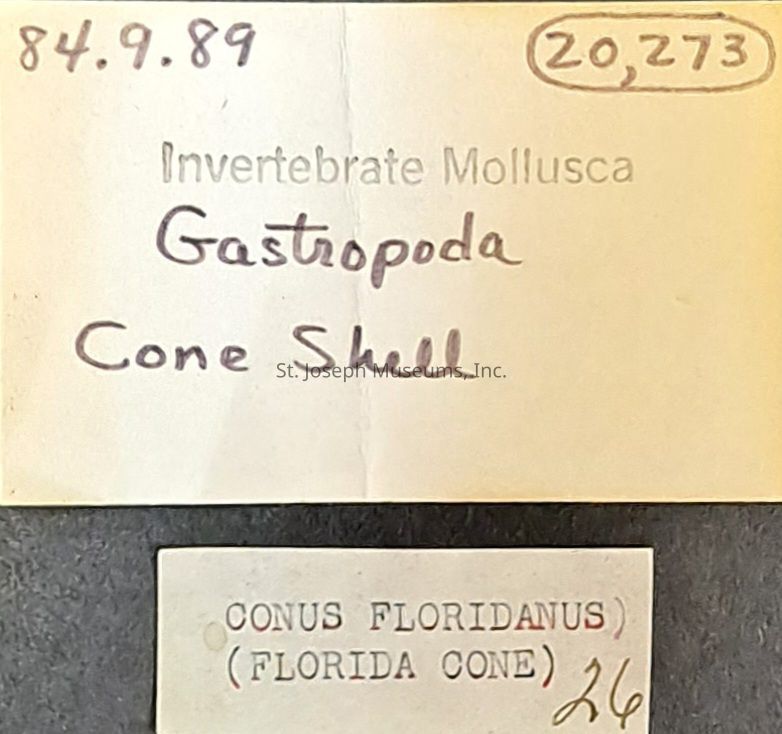 84.9.89 20,273
Invertebrate Mollusca
Gastropoda
Cone Shell
St. Joseph Museums, Inc.
CONUS FLORIDANUS)
(FLORIDA CONE)
26